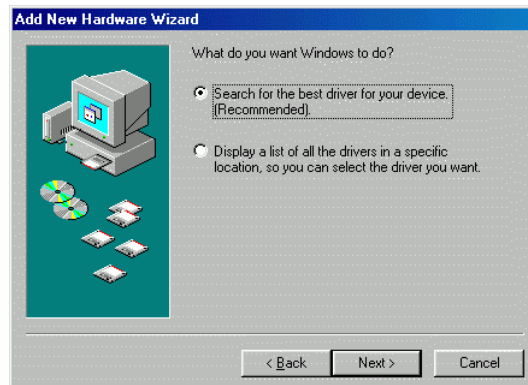 Add New Hardware Wizard
What do you want Windows to do?
Search for the best driver for your device.
(Recommended).
Display a list of all the drivers in a specific
location, so you can select the driver you want.
< Back
Next >
Cancel